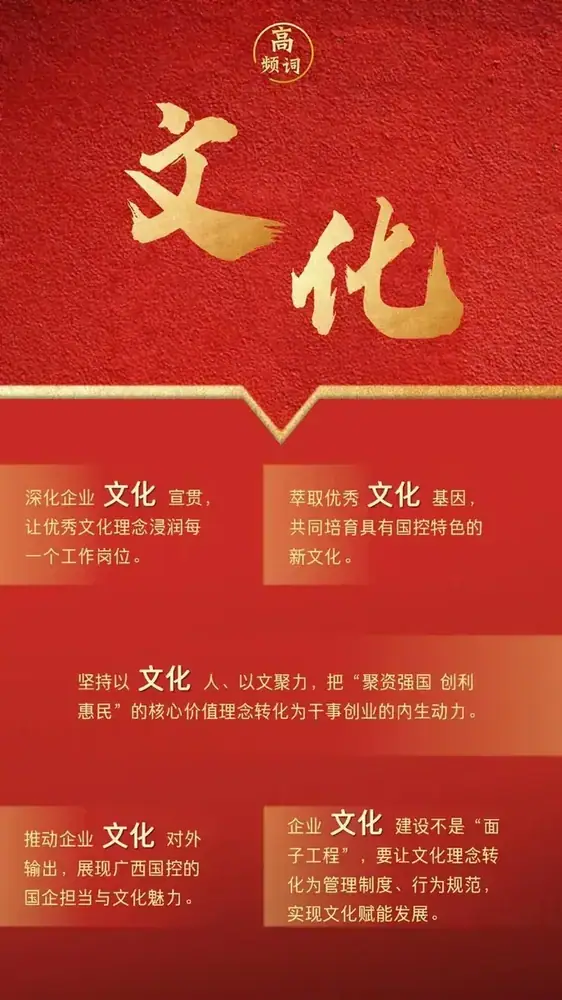 高
频词
文化
深化企业 文化 宣贯，
让优秀文化理念浸润每
一个工作岗位。
萃取优秀 文化 基因，
共同培育具有国控特色的
新文化。
坚持以 文化 人、以文聚力，把“聚资强国 创利
惠民”的核心价值理念转化为干事创业的内生动力。
推动企业 文化 对外
输出，展现广西国控的
国企担当与文化魅力。
企业 文化 建设不是“面
子工程”，要让文化理念转
化为管理制度、行为规范，
实现文化赋能发展。